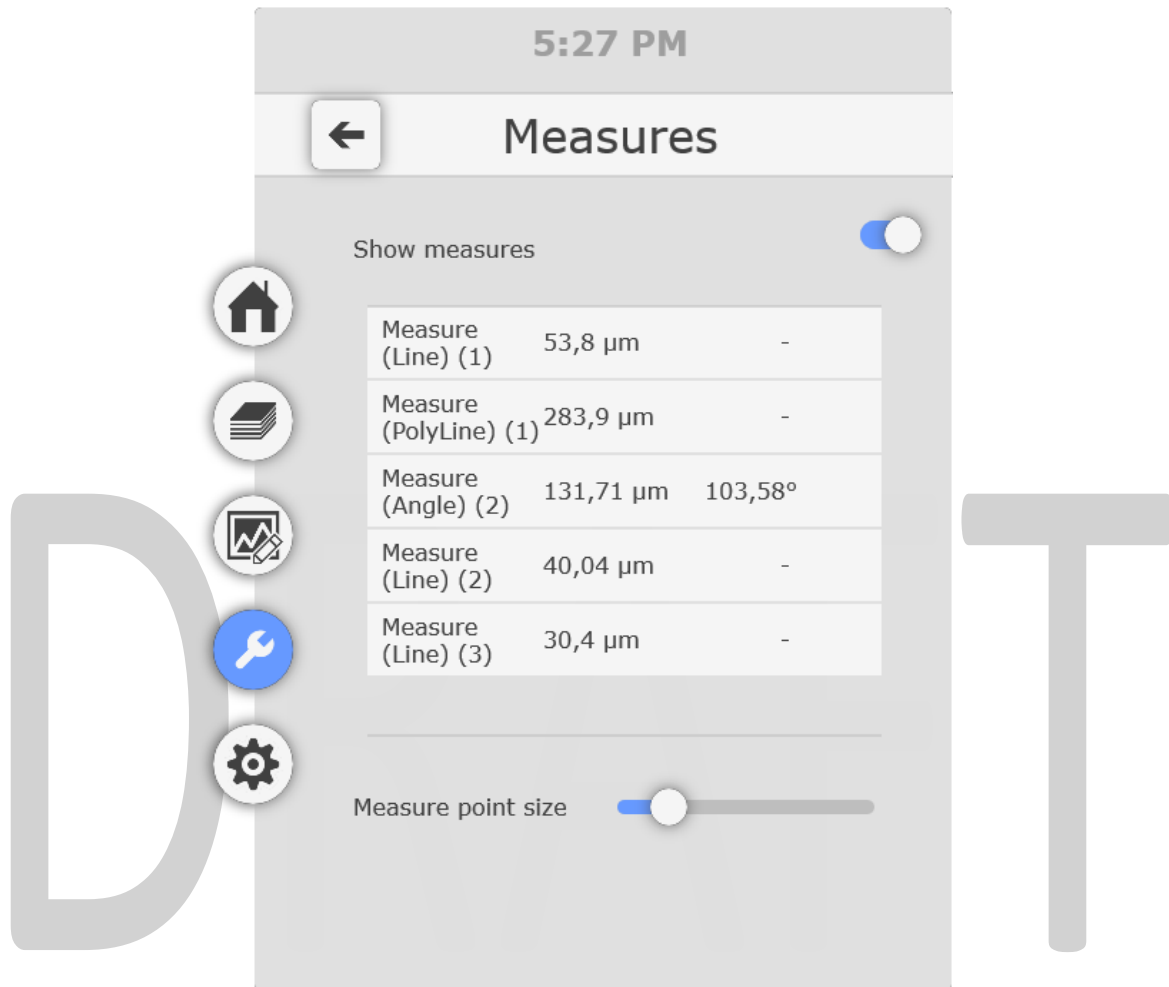 5:27 PM
Measures
Show measures
Measure
(Line) (1)
53,8 µm
-
Measure
(PolyLine) (1)
283,9 µm
-
Measure
(Angle) (2)
131,71 µm
103,58º
Measure
(Line) (2)
40,04 µm
-
Measure
(Line) (3)
30,4 µm
-
Measure point size
DRAFT